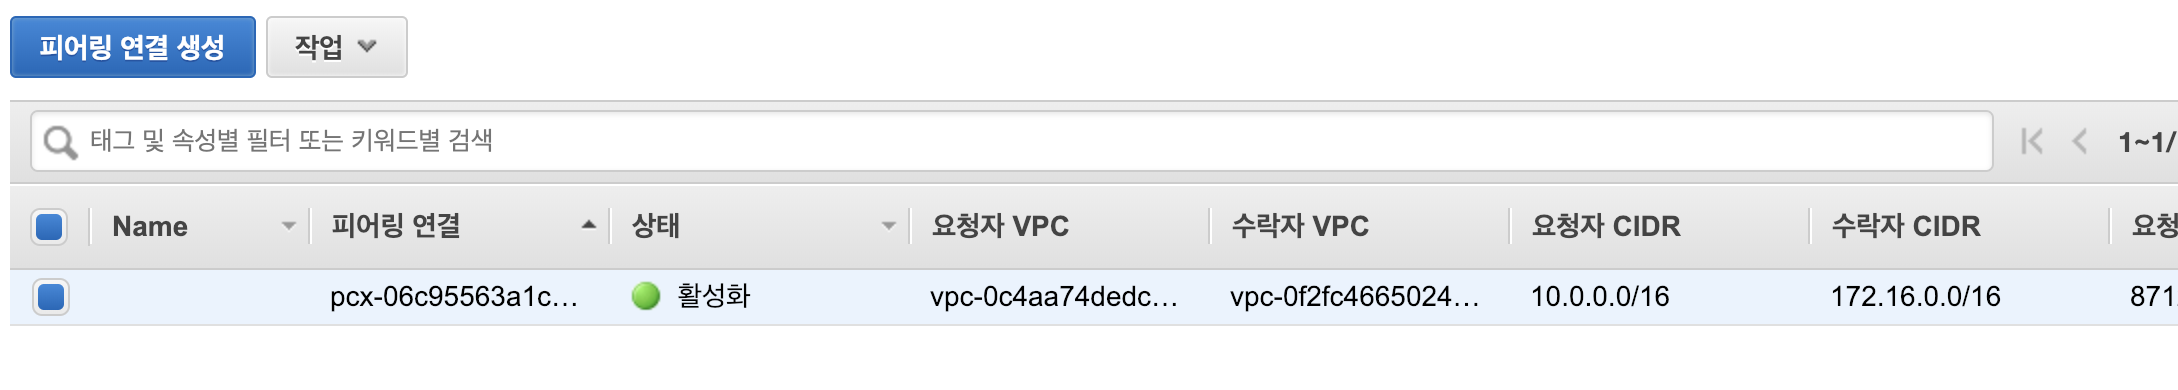 피어링 연결 생성 작업
태그 및 속성별 필터 또는 키워드별 검색 1~1/
Name 피어링 연결 상태 요청자 VPC 수락자 VPC 요청자 CIDR 수락자 CIDR 요청
pcx-06c95563a1c... 활성화 vpc-0c4aa74dedc... vpc-0f2fc4665024... 10.0.0.0/16 172.16.0.0/16 871